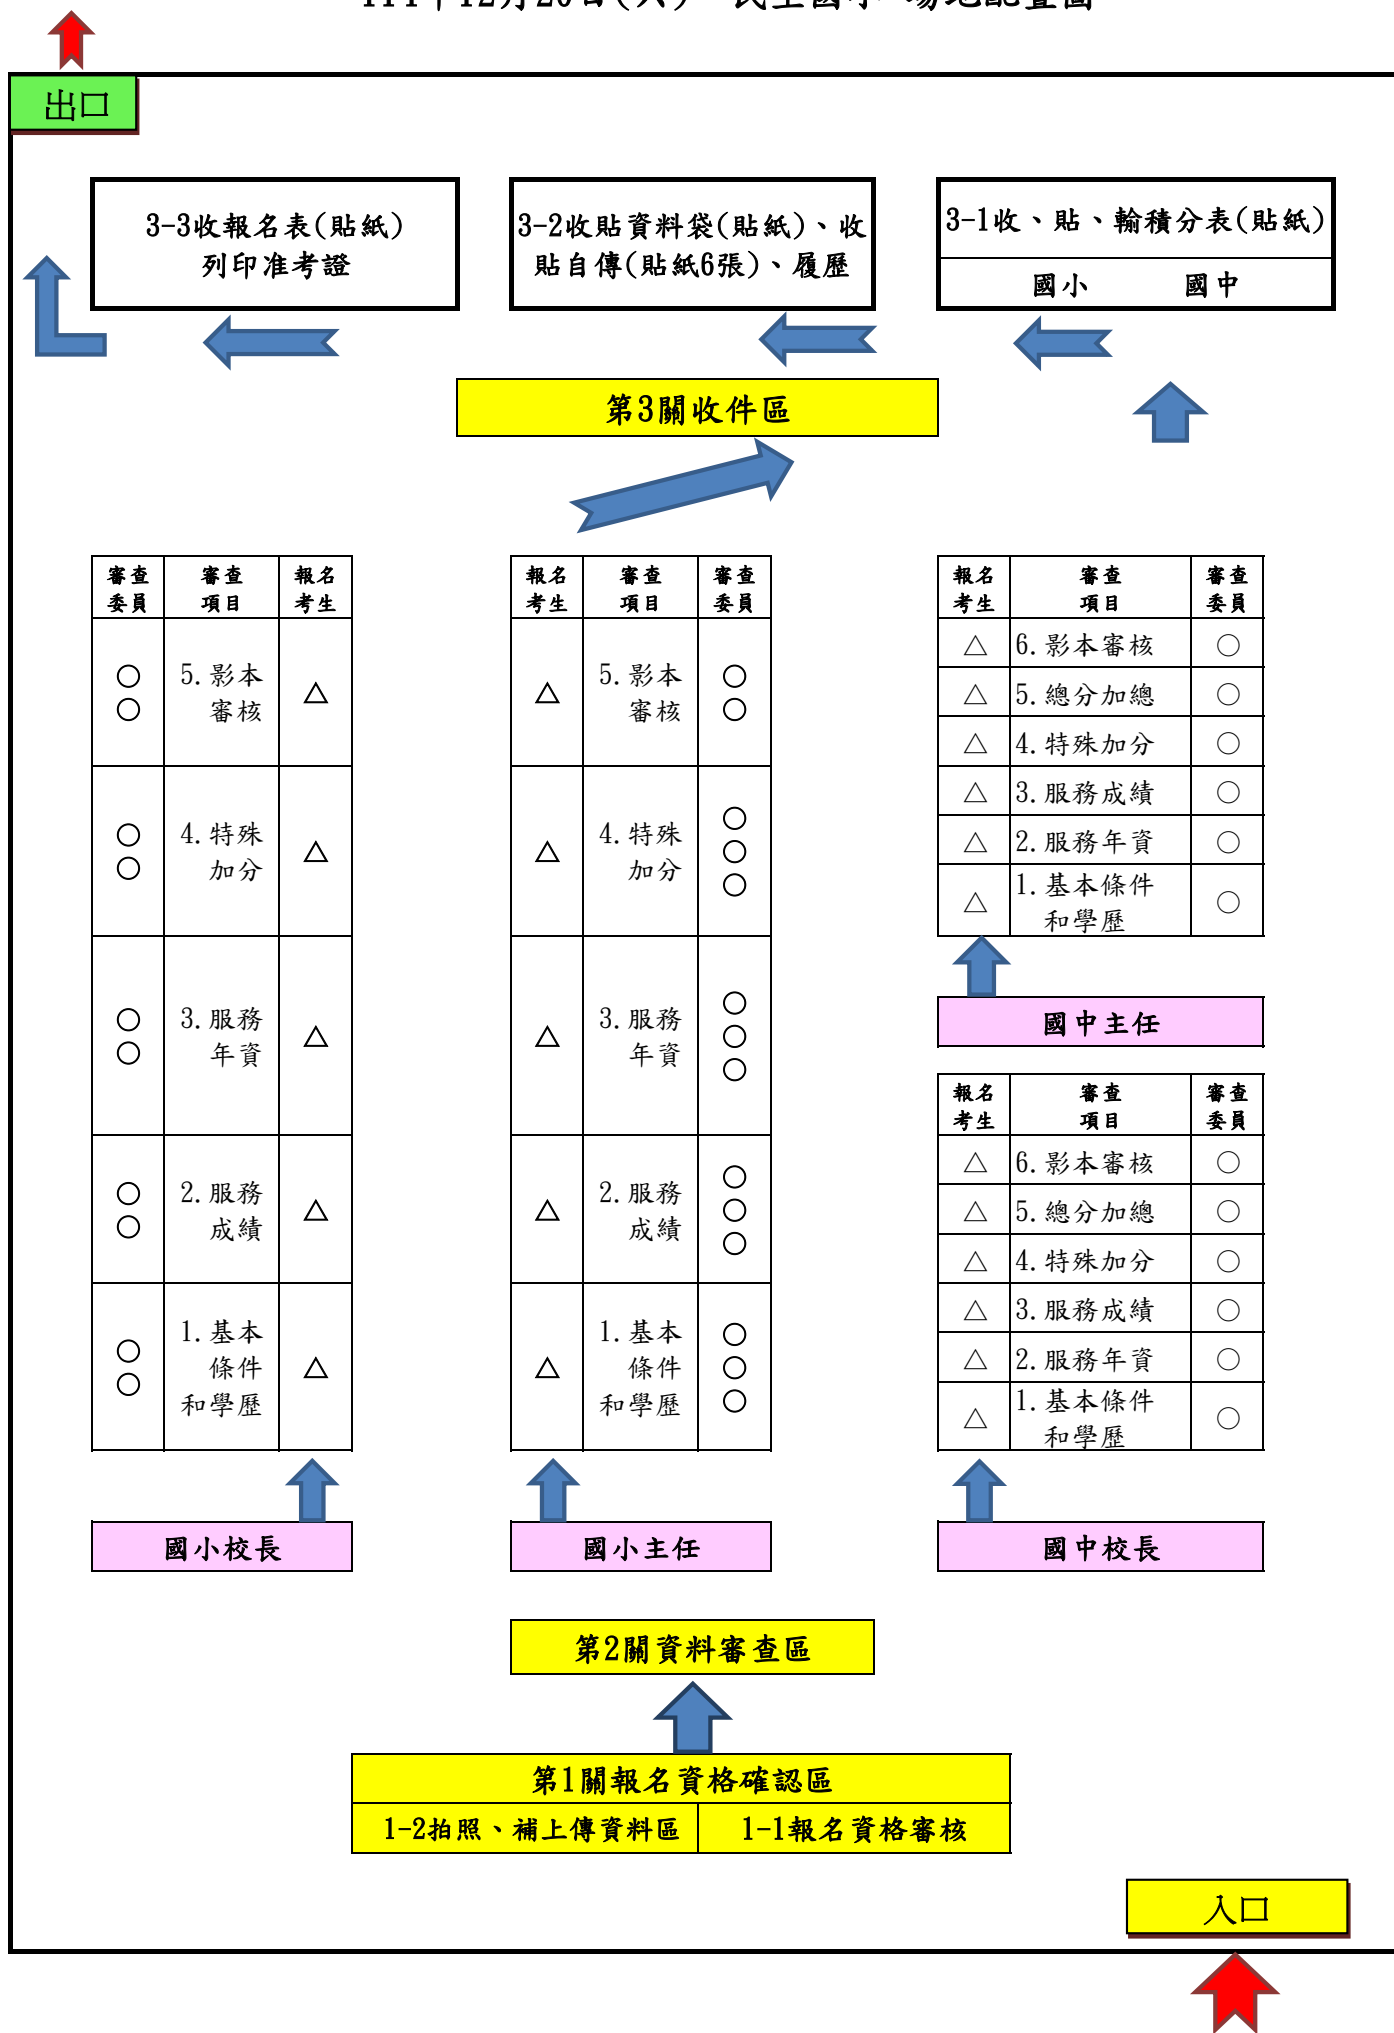 12月20日(六) 國小 場地配置圖
出口
3-3收報名表(貼紙)
列印准考證
3-2收貼資料袋(貼紙)、收
貼自傳(貼紙6張)、履歷
3-1收、貼、輸積分表(貼紙)
國小 國中
第3關收件區
審查 審查 報名
委員 項目 考生
○ 5.影本 △
○ 審核
○ 4.特殊 △
○ 加分
○ 3.服務 △
○ 年資
○ 2.服務 △
○ 成績
○ 1.基本 △
○ 條件
和學歷
國小校長
報名 審查 審查
考生 項目 委員
△ 5.影本 ○
審核 ○
△ 4.特殊 ○
加分 ○
○
△ 3.服務 ○
年資 ○
○
△ 2.服務 ○
成績 ○
○
△ 1.基本 ○
條件 ○
和學歷 ○
國小主任
報名 審查 審查
考生 項目 委員
△ 6.影本審核 ○
△ 5.總分加總 ○
△ 4.特殊加分 ○
△ 3.服務成績 ○
△ 2.服務年資 ○
△ 1.基本條件 ○
和學歷
國中主任
報名 審查 審查
考生 項目 委員
△ 6.影本審核 ○
△ 5.總分加總 ○
△ 4.特殊加分 ○
△ 3.服務成績 ○
△ 2.服務年資 ○
△ 1.基本條件 ○
和學歷
國中校長
第2關資料審查區
第1關報名資格確認區
1-2拍照、補上傳資料區 1-1報名資格審核
入口